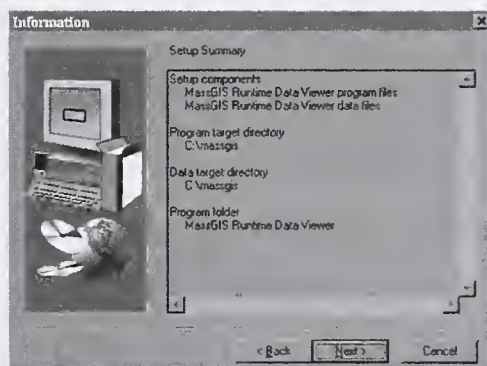 Information
Setup Summary
Setup components
MassGIS Runtime Data Viewer program files
MassGIS Runtime Data Viewer data files
Program target directory
C:\massgis
Data target directory
C:\massgis
Program folder
MassGIS Runtime Data Viewer
< Back
Next >
Cancel